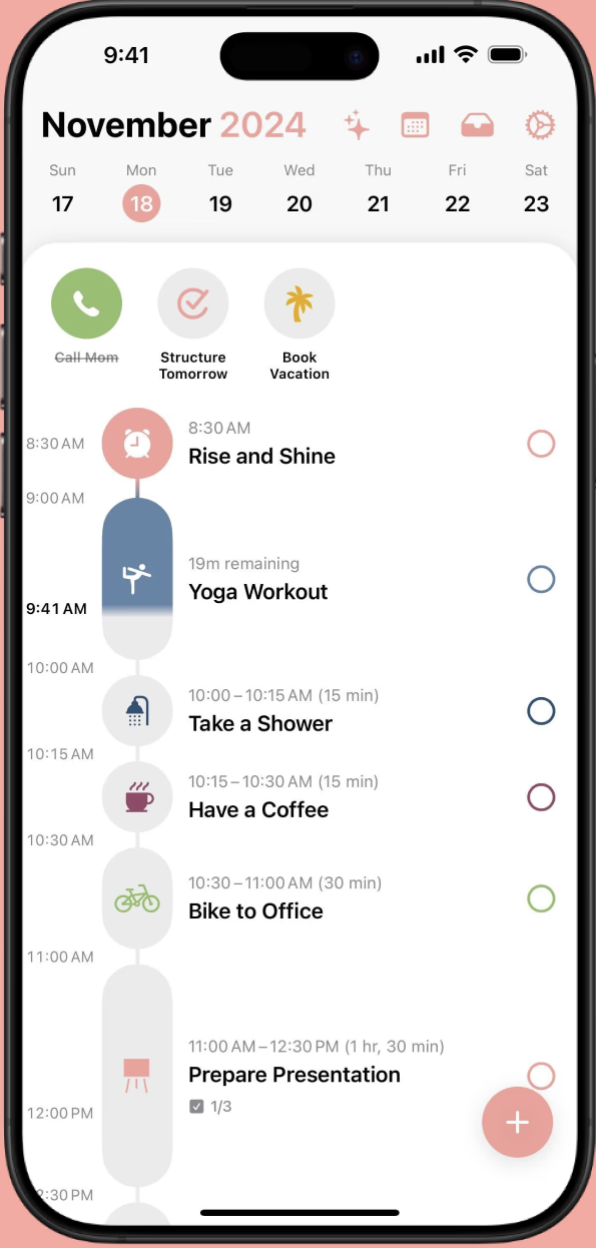 9:41
November 2024
Sun Mon Tue Wed Thu Fri Sat
17 18 19 20 21 22 23
Call Mom
Structure
Tomorrow
Book
Vacation
8:30 AM
8:30 AM
Rise and Shine
9:00 AM
19m remaining
Yoga Workout
9:41 AM
10:00 AM
10:00 – 10:15 AM (15 min)
Take a Shower
10:15 AM
10:15 – 10:30 AM (15 min)
Have a Coffee
10:30 AM
10:30 – 11:00 AM (30 min)
Bike to Office
11:00 AM
11:00 AM – 12:30 PM (1 hr, 30 min)
Prepare Presentation
1/3
12:00 PM
2:30 PM